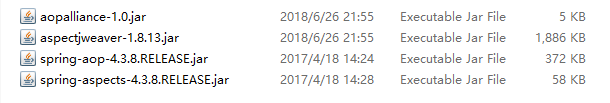 aopalliance-1.0.jar 2018/6/26 21:55 Executable Jar File 5 KB
aspectjweaver-1.8.13.jar 2018/6/26 21:55 Executable Jar File 1,886 KB
spring-aop-4.3.8.RELEASE.jar 2017/4/18 14:24 Executable Jar File 372 KB
spring-aspects-4.3.8.RELEASE.jar 2017/4/18 14:28 Executable Jar File 58 KB